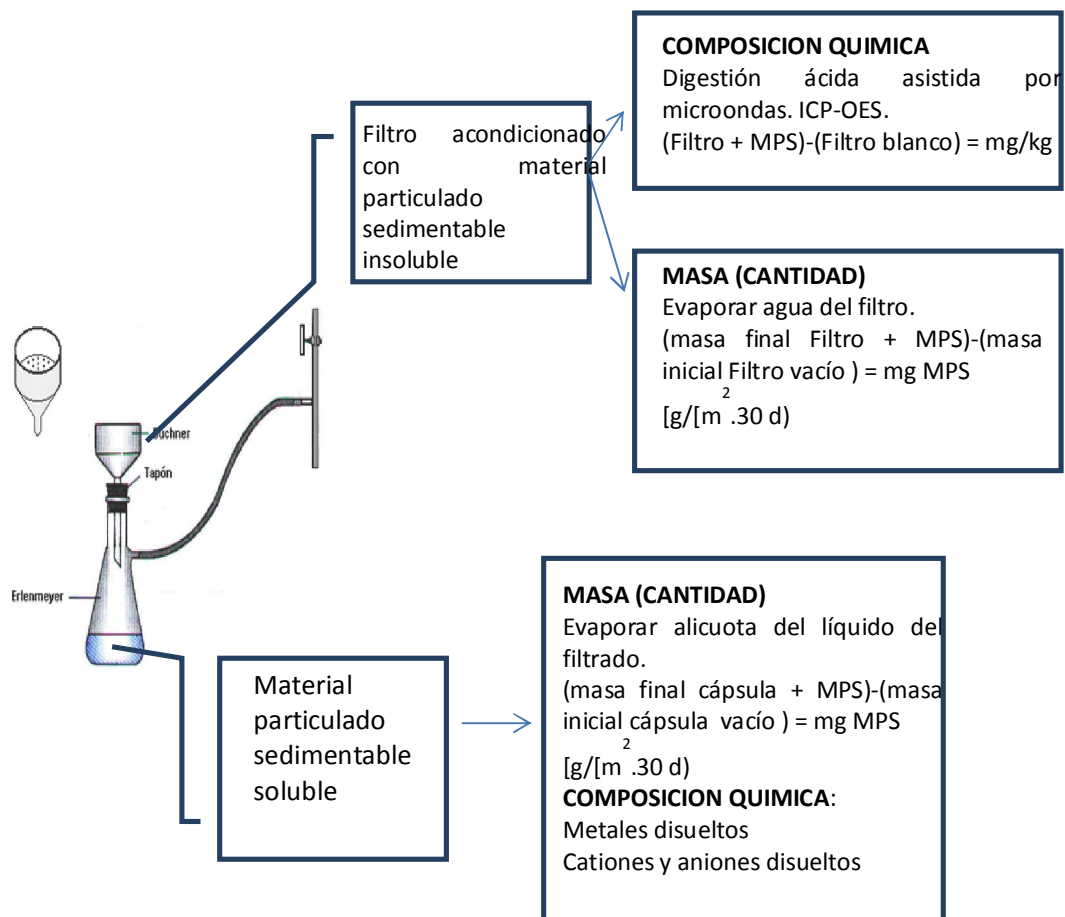 COMPOSICION QUIMICA
Digestión ácida asistida por
microondas. ICP-OES.
(Filtro + MPS)-(Filtro blanco) = mg/kg
Filtro acondicionado
con material
particulado
sedimentable
insoluble
MASA (CANTIDAD)
Evaporar agua del filtro.
(masa final Filtro + MPS)-(masa
inicial Filtro vacío ) = mg MPS
[g/[m².30 d)
Buchner
Tapón
Erlenmeyer
Material
particulado
sedimentable
soluble
MASA (CANTIDAD)
Evaporar alicuota del líquido del
filtrado.
(masa final cápsula + MPS)-(masa
inicial cápsula vacío ) = mg MPS
[g/[m².30 d)
COMPOSICION QUIMICA:
Metales disueltos
Cationes y aniones disueltos